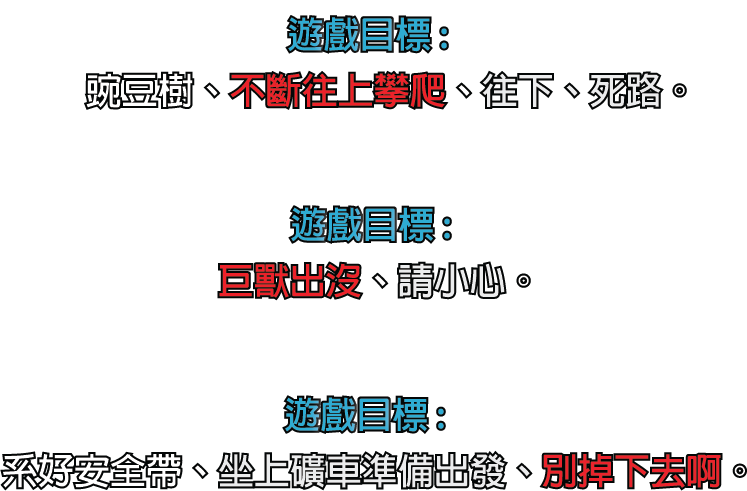 遊戲目標：
豌豆樹、不斷往上攀爬、往下、死路。
遊戲目標：
巨獸出沒、請小心。
遊戲目標：
系好安全帶、坐上礦車準備出發、別掉下去啊。